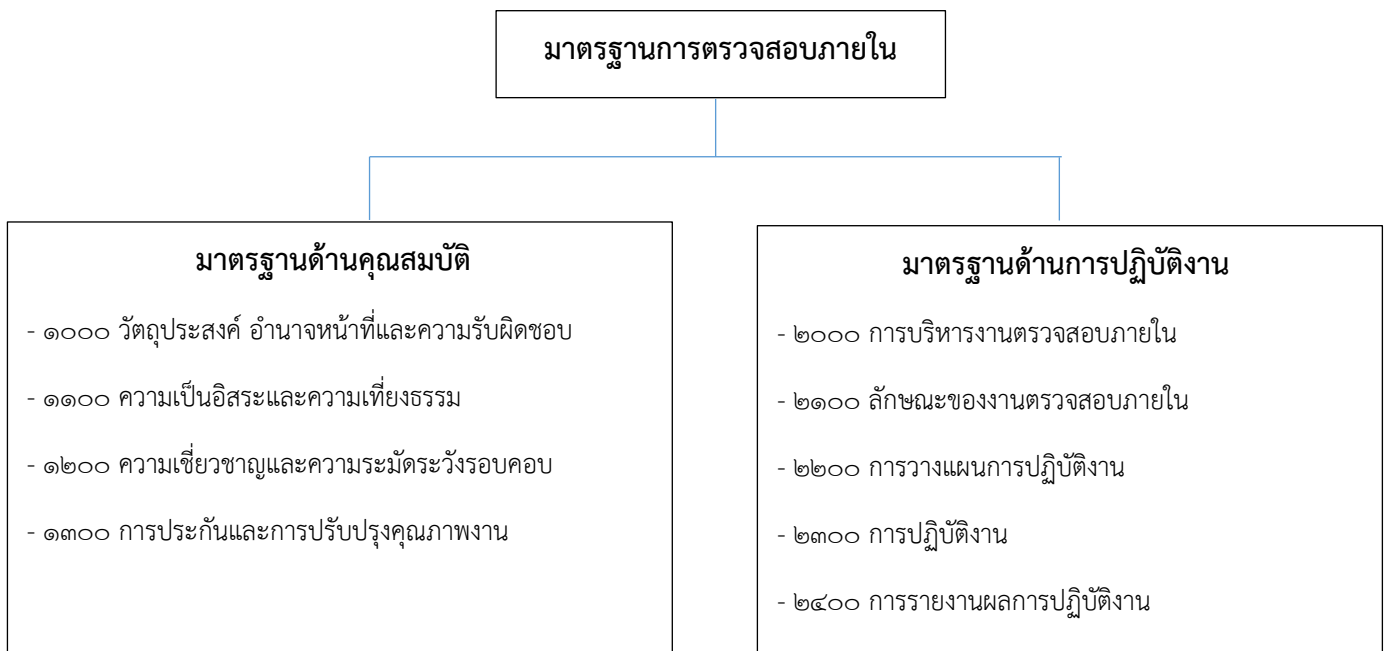 มาตรฐานการตรวจสอบภายใน
มาตรฐานด้านคุณสมบัติ
- ๑๐๐๐ วัตถุประสงค์ อำนาจหน้าที่และความรับผิดชอบ
- ๑๑๐๐ ความเป็นอิสระและความเที่ยงธรรม
- ๑๒๐๐ ความเชี่ยวชาญและความระมัดระวังรอบคอบ
- ๑๓๐๐ การประกันและการปรับปรุงคุณภาพงาน
มาตรฐานด้านการปฏิบัติงาน
- ๒๐๐๐ การบริหารงานตรวจสอบภายใน
- ๒๑๐๐ ลักษณะของงานตรวจสอบภายใน
- ๒๒๐๐ การวางแผนการปฏิบัติงาน
- ๒๓๐๐ การปฏิบัติงาน
- ๒๔๐๐ การรายงานผลการปฏิบัติงาน